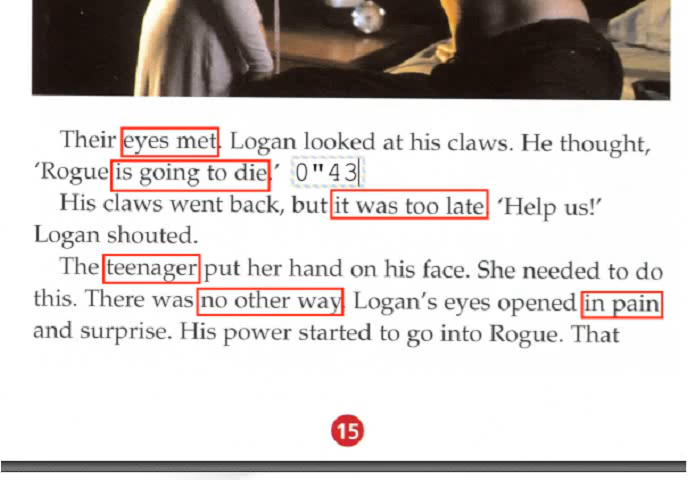 Their eyes met. Logan looked at his claws. He thought,
‘Rogue is going to die.’ 0"43
His claws went back, but it was too late. ‘Help us!’
Logan shouted.
The teenager put her hand on his face. She needed to do
this. There was no other way. Logan’s eyes opened in pain
and surprise. His power started to go into Rogue. That
15